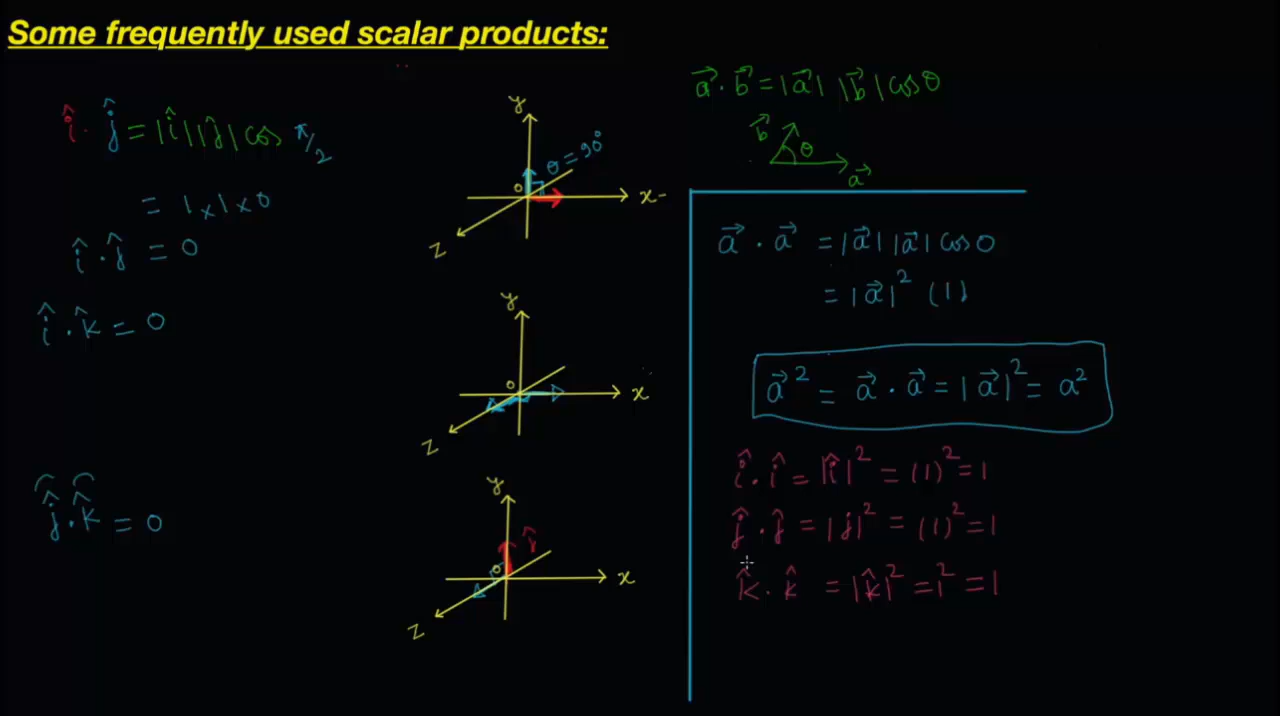 Some frequently used scalar products:
î · ĵ = |î| |ĵ| cos π/2
= 1 x 1 x 0
î · ĵ = 0
î · k̂ = 0
ĵ · k̂ = 0
y
θ = 90°
o
x
z
y
o
x
z
y
ĵ
o
x
z
a⃗ · b⃗ = |a⃗| |b⃗| cos θ
b⃗
θ
a⃗
a⃗ · a⃗ = |a⃗| |a⃗| cos 0
= |a⃗|² (1)
a⃗² = a⃗ · a⃗ = |a⃗|² = a²
î · î = |î|² = (1)² = 1
ĵ · ĵ = |j|² = (1)² = 1
k̂ · k̂ = |k̂|² = 1² = 1